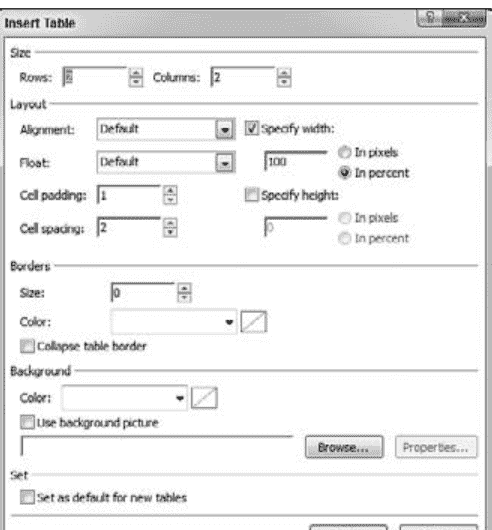 Insert Table
Size
Rows: 2 Columns: 2
Layout
Alignment: Default Specify width:
Float: Default 100 In pixels
In percent
Cell padding: 1 Specify height:
Cell spacing: 2 0 In pixels
In percent
Borders
Size: 0
Color:
Collapse table border
Background
Color:
Use background picture
Browse... Properties...
Set
Set as default for new tables